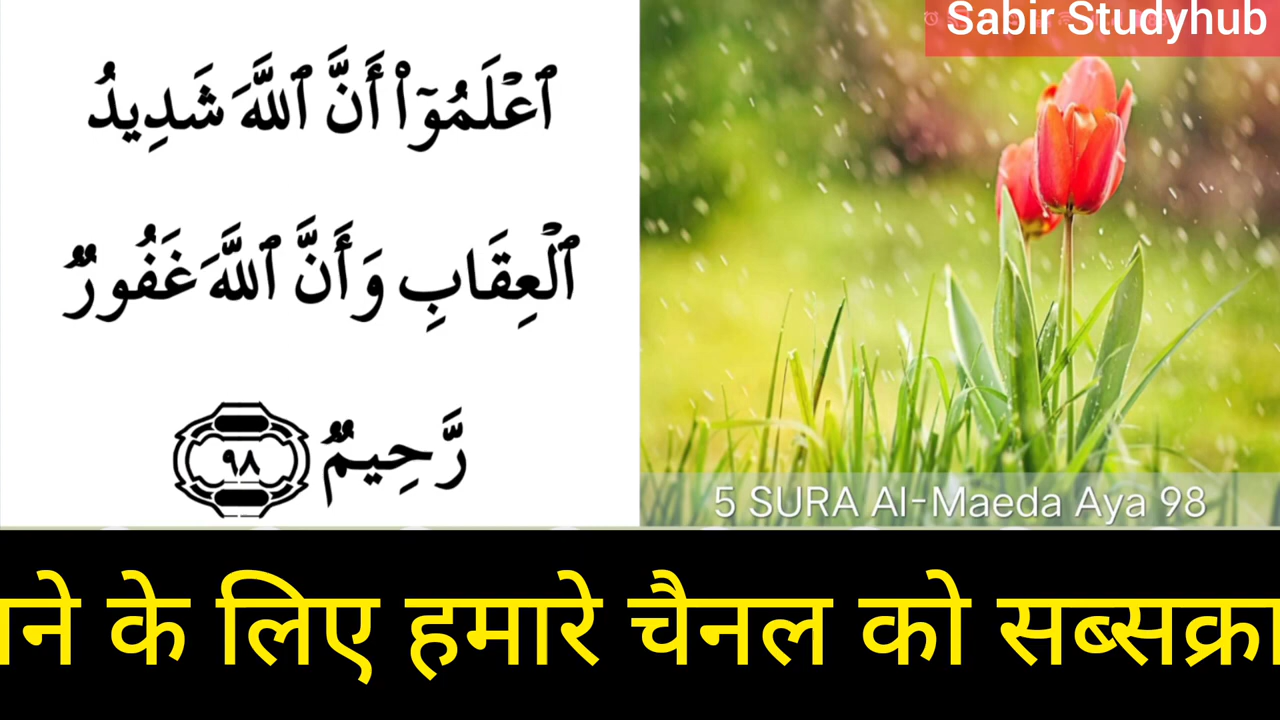 ٱعْلَمُوٓا۟ أَنَّ ٱللَّهَ شَدِيدُ
ٱلْعِقَابِ وَأَنَّ ٱللَّهَ غَفُورٌ
رَّحِيمٌ ٩٨
Sabir Studyhub
5 SURA Al-Maeda Aya 98
ने के लिए हमारे चैनल को सब्सक्रा